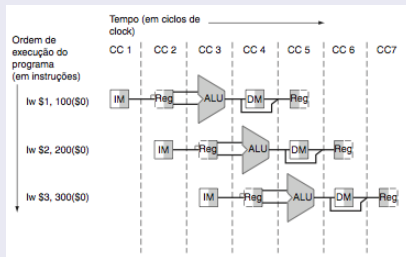 Tempo (em ciclos de
clock)
Ordem de
execução do
programa
(em instruções)
CC 1 CC 2 CC 3 CC 4 CC 5 CC 6 CC7
lw $1, 100($0) IM Reg ALU DM Reg
lw $2, 200($0) IM Reg ALU DM Reg
lw $3, 300($0) IM Reg ALU DM Reg